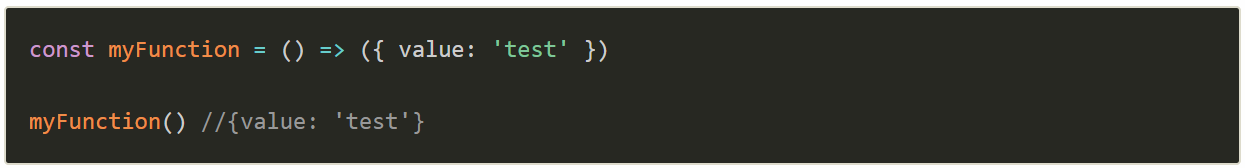 const myFunction = () => ({ value: 'test' })
myFunction() //{value: 'test'}